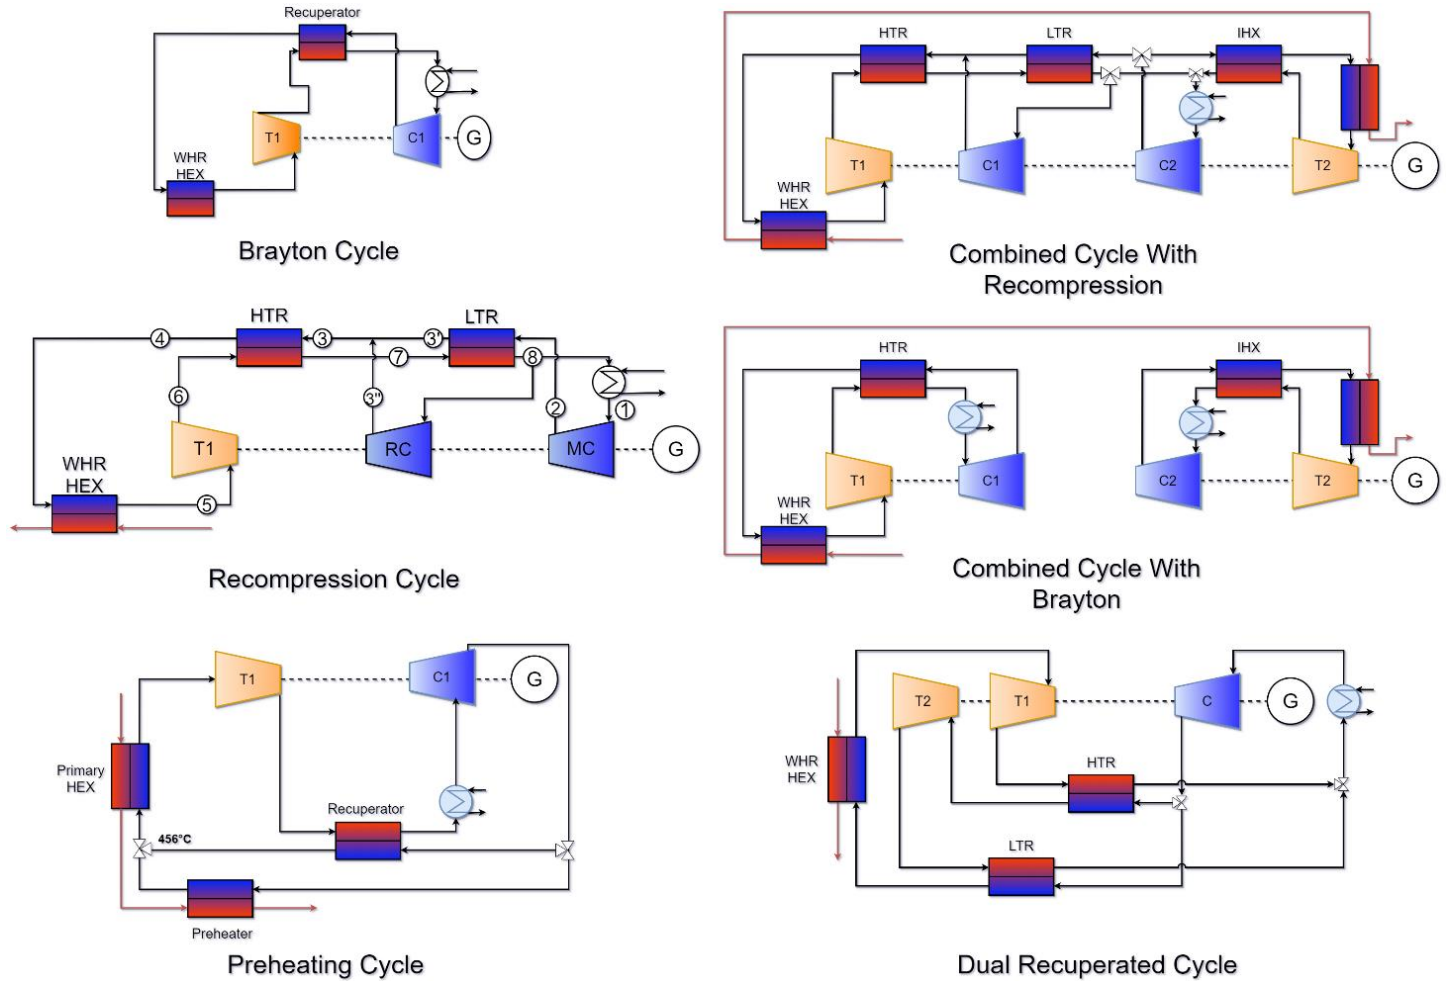 Recuperator
T1
C1
G
WHR
HEX
Brayton Cycle
HTR
LTR
IHX
T1
C1
C2
T2
G
WHR
HEX
Combined Cycle With
Recompression
HTR
LTR
4
3
3'
7
8
6
3"
2
1
T1
RC
MC
G
WHR
HEX
5
Recompression Cycle
HTR
IHX
T1
C1
C2
T2
G
WHR
HEX
Combined Cycle With
Brayton
T1
C1
G
Primary
HEX
Recuperator
456°C
Preheater
Preheating Cycle
T2
T1
C
G
WHR
HEX
HTR
LTR
Dual Recuperated Cycle